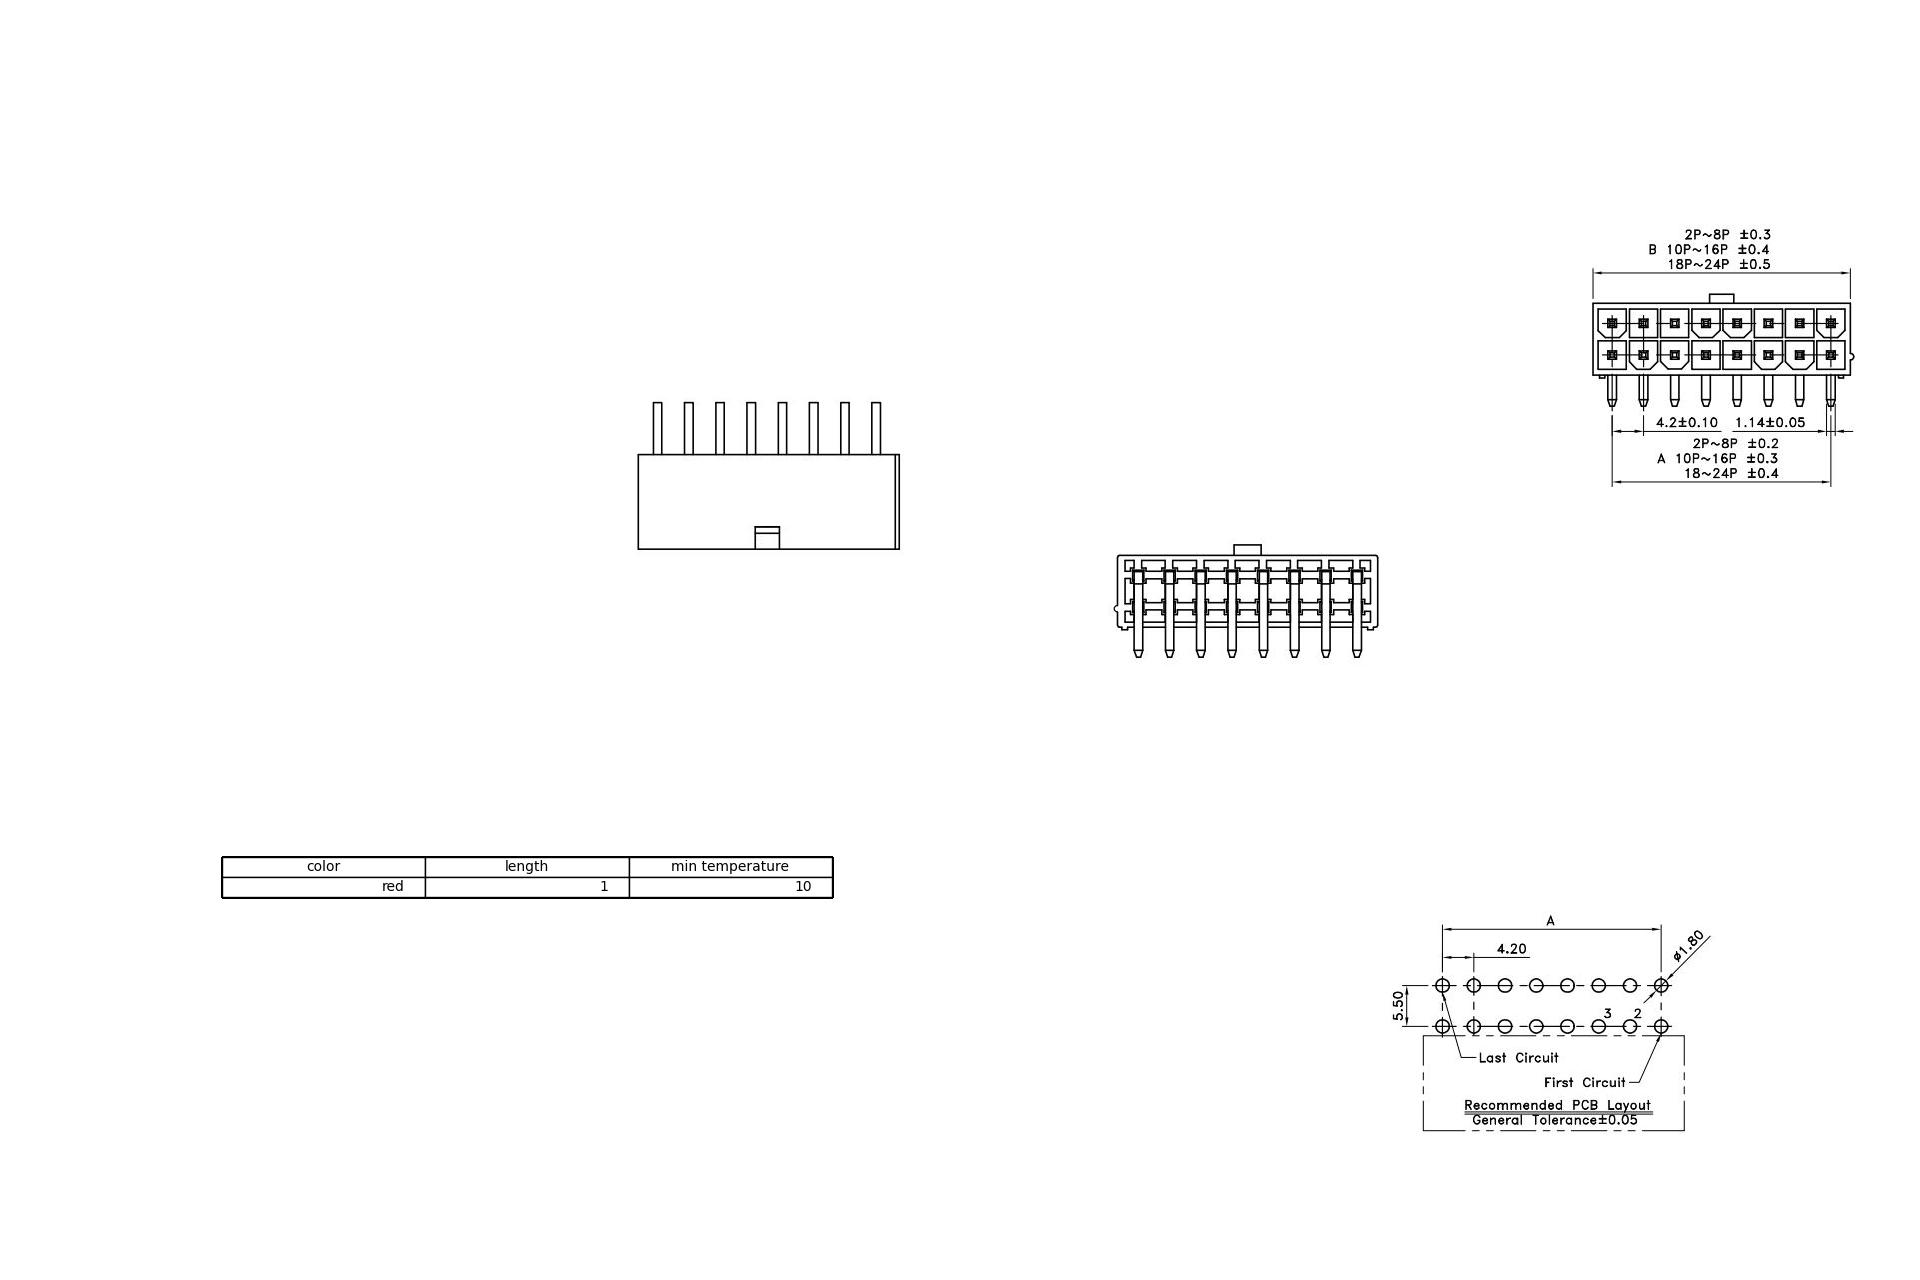 2P~8P ±0.3
B 10P~16P ±0.4
18P~24P ±0.5
4.2±0.10 1.14±0.05
2P~8P ±0.2
A 10P~16P ±0.3
18~24P ±0.4
color length min temperature
red 1 10
A
4.20
ø1.80
5.50
3 2
Last Circuit
First Circuit
Recommended PCB Layout
General Tolerance±0.05